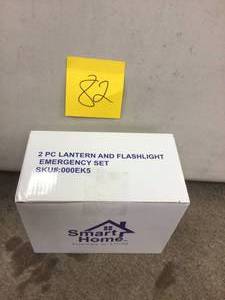 82
2 PC LANTERN AND FLASHLIGHT
EMERGENCY SET
SKU#:000EK5
Smart
Home